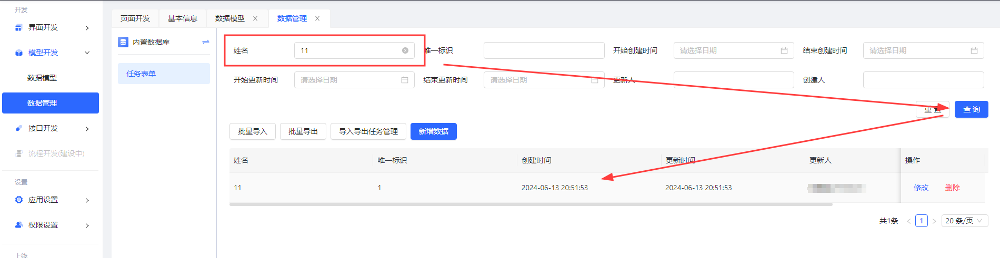 开发
界面开发
模型开发
数据模型
数据管理
接口开发
流程开发(建设中)
设置
应用设置
权限设置
上线
页面开发 基本信息 数据模型 数据管理
内置数据库
任务表单
姓名 11 唯一标识 开始创建时间 请选择日期 结束创建时间 请选择日期
开始更新时间 请选择日期 结束更新时间 请选择日期 更新人 创建人
重置 查询
批量导入 批量导出 导入导出任务管理 新增数据
姓名 唯一标识 创建时间 更新时间 更新人 操作
11 1 2024-06-13 20:51:53 2024-06-13 20:51:53 修改 删除
共1条 1 20 条/页